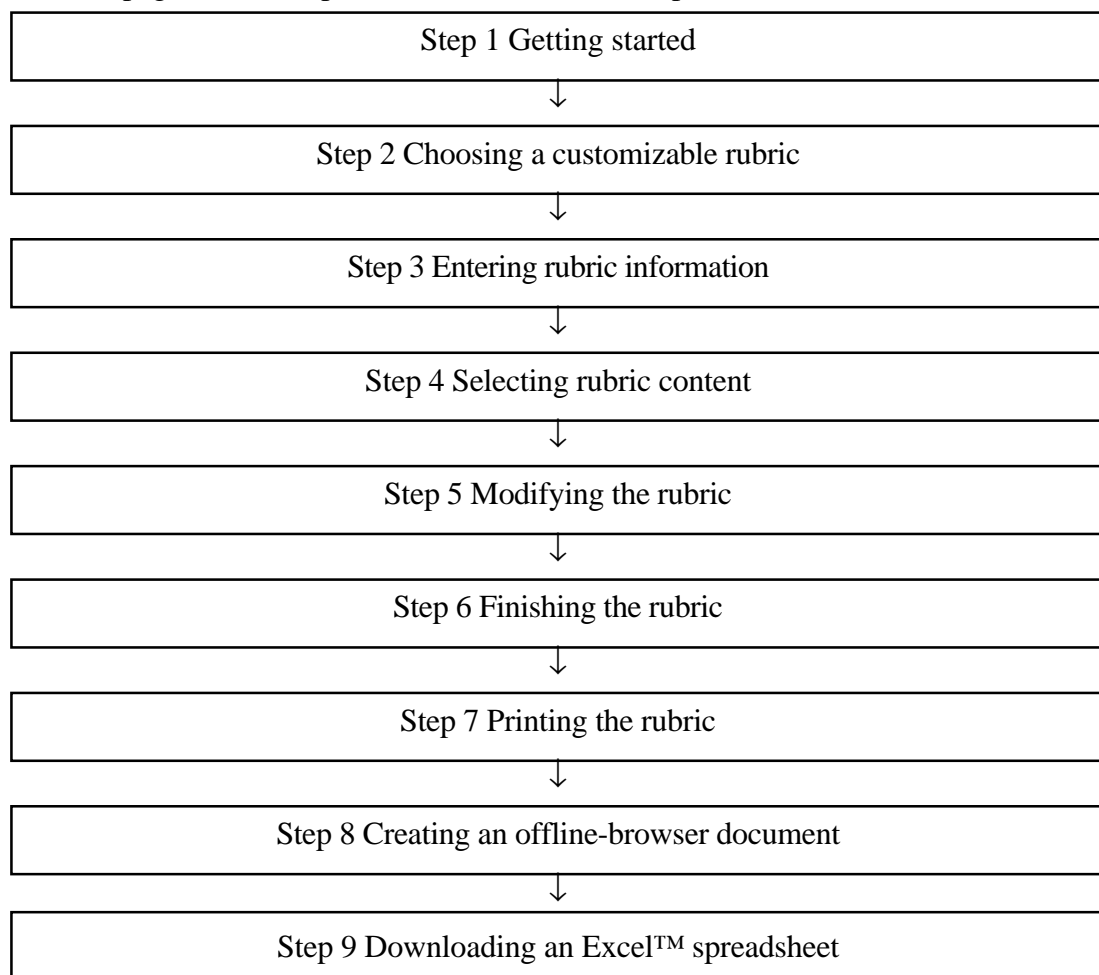 Step 1 Getting started
↓
Step 2 Choosing a customizable rubric
↓
Step 3 Entering rubric information
↓
Step 4 Selecting rubric content
↓
Step 5 Modifying the rubric
↓
Step 6 Finishing the rubric
↓
Step 7 Printing the rubric
↓
Step 8 Creating an offline-browser document
↓
Step 9 Downloading an Excel™ spreadsheet